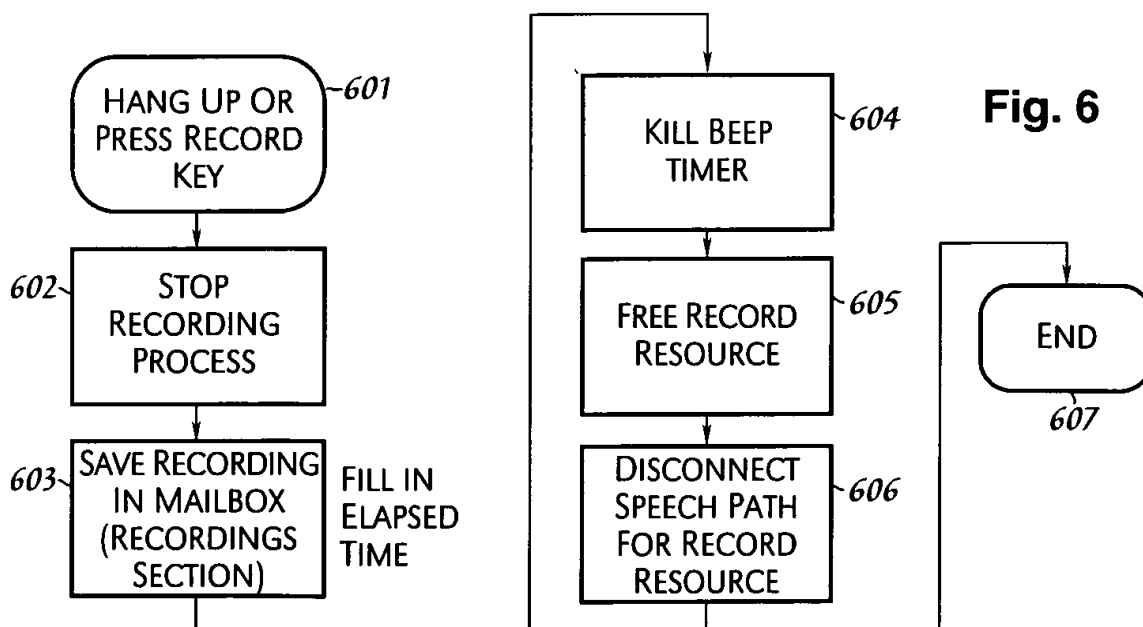 HANG UP OR
PRESS RECORD
KEY
601
602
STOP
RECORDING
PROCESS
603
SAVE RECORDING
IN MAILBOX
(RECORDINGS
SECTION)
FILL IN
ELAPSED
TIME
KILL BEEP
TIMER
604
FREE RECORD
RESOURCE
605
DISCONNECT
SPEECH PATH
FOR RECORD
RESOURCE
606
Fig. 6
END
607